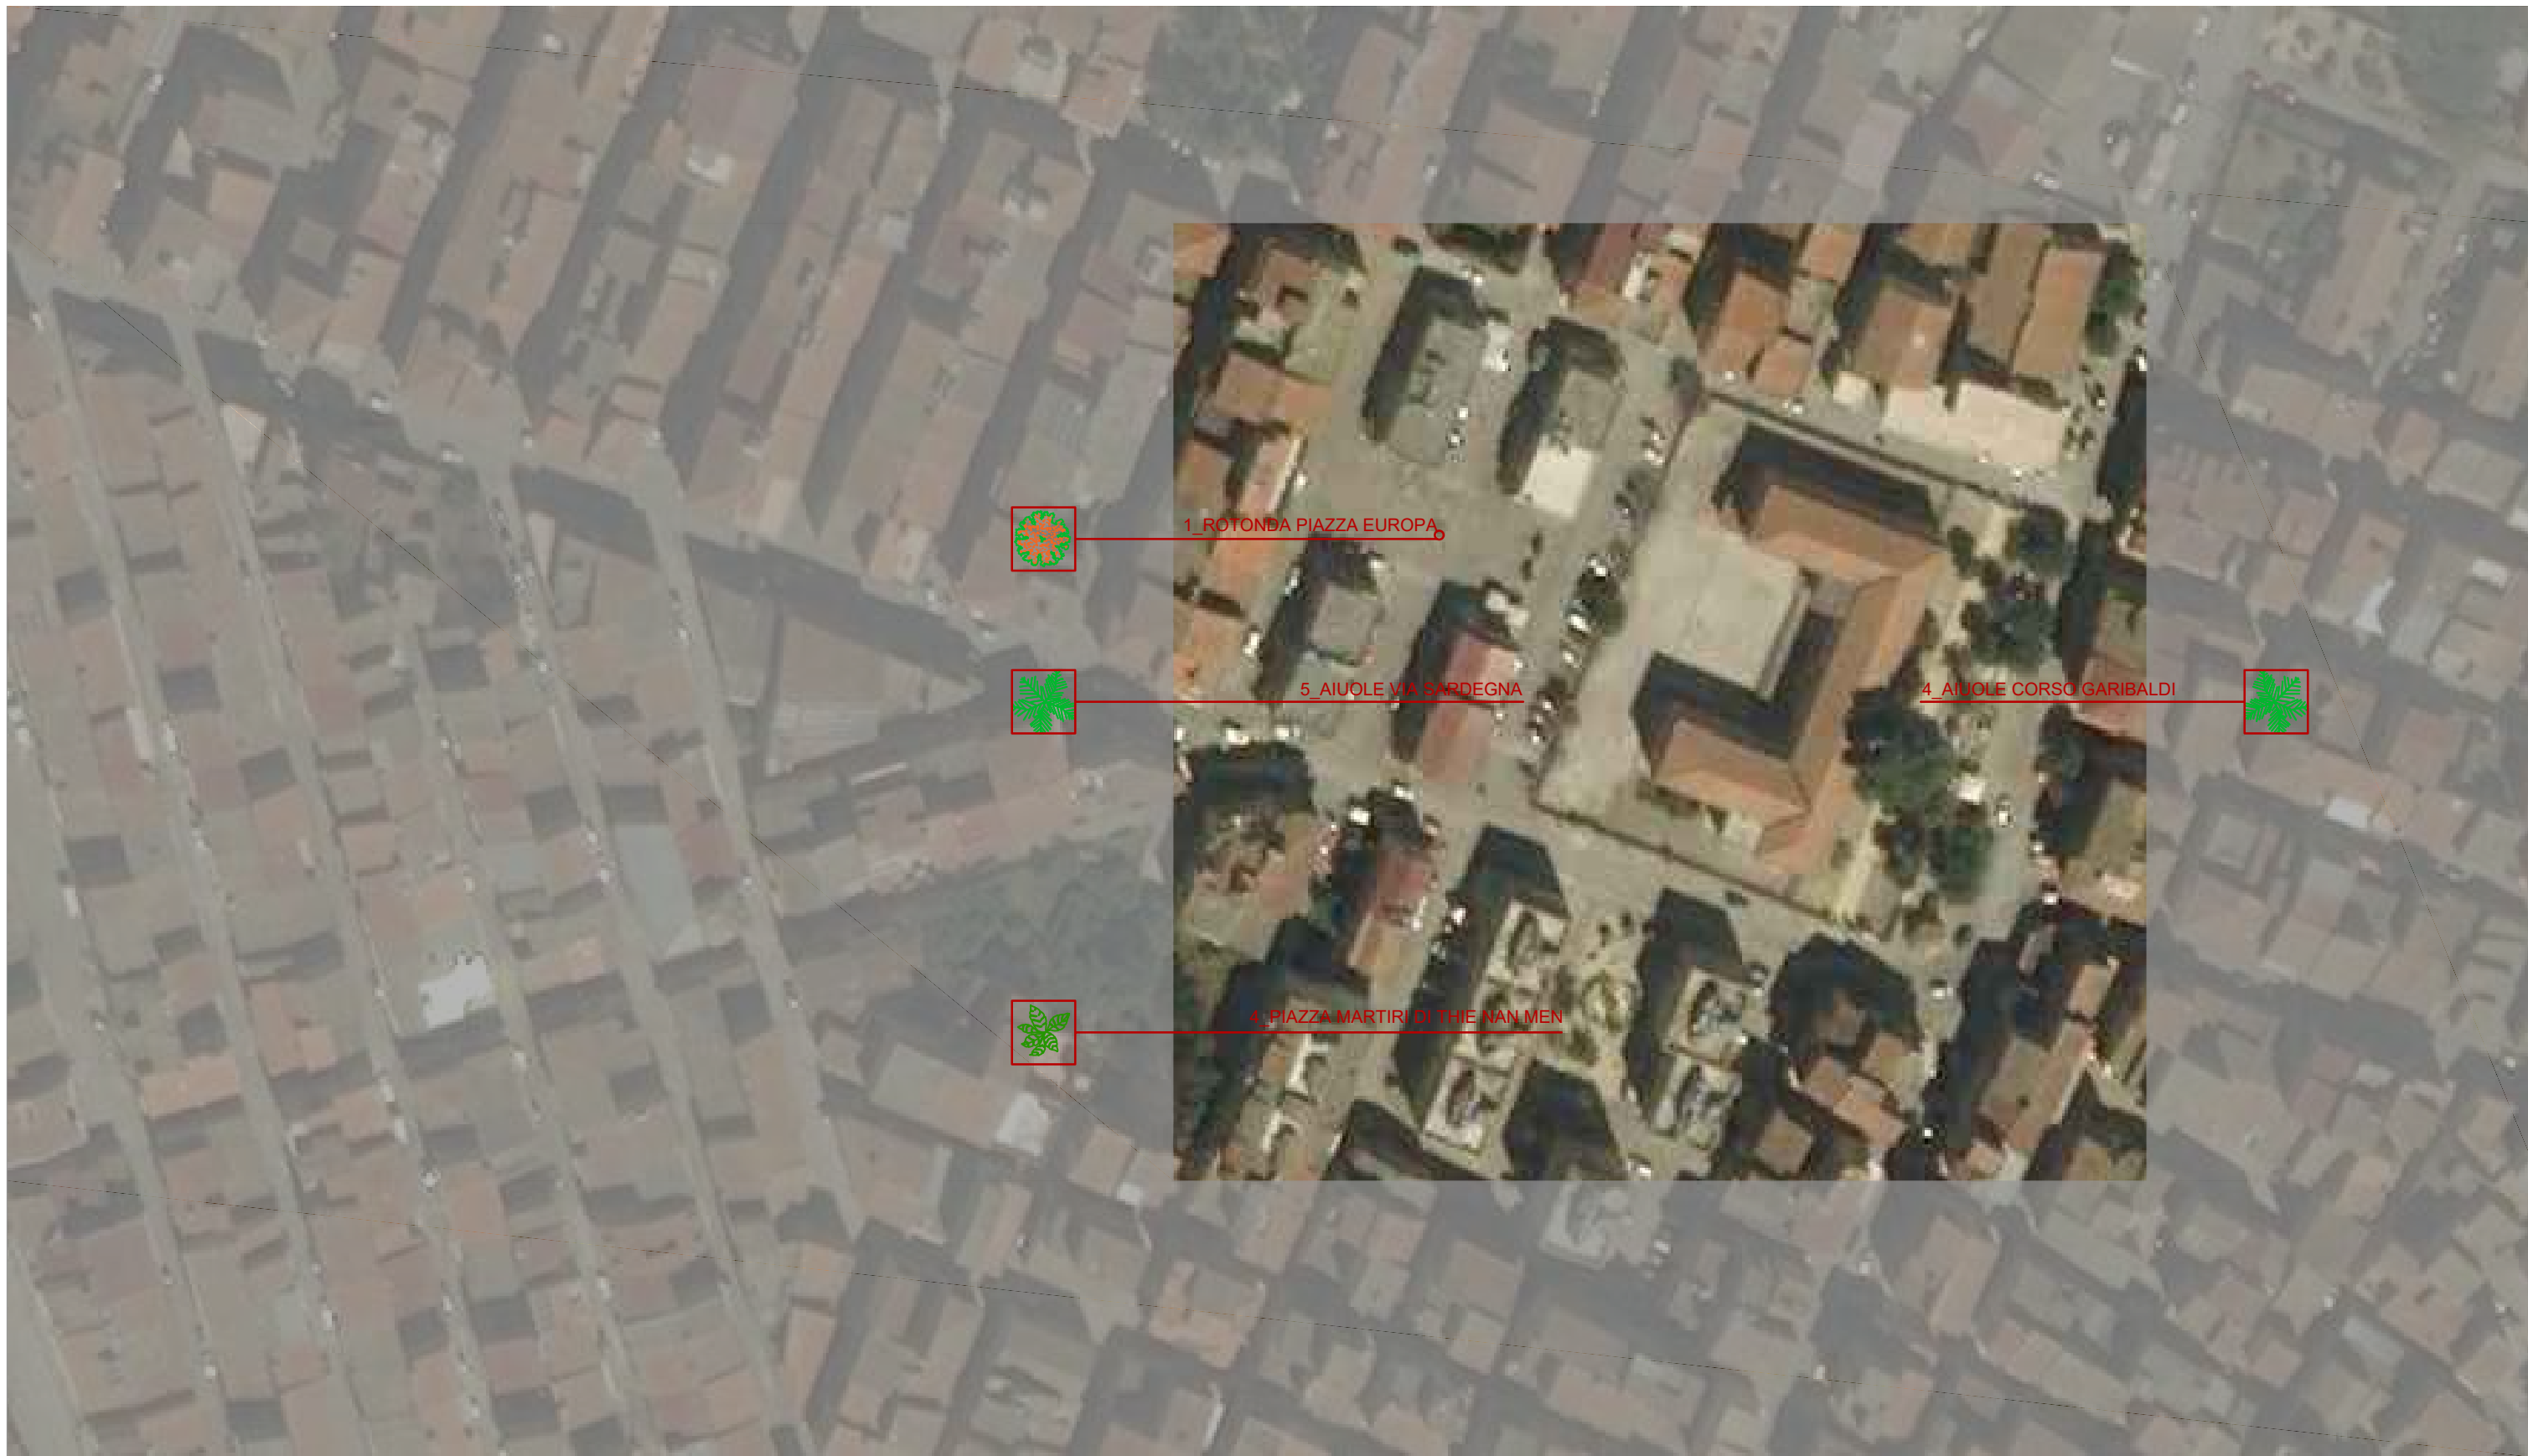 1_ROTONDA PIAZZA EUROPA
5_AIUOLE VIA SARDEGNA
4_AIUOLE CORSO GARIBALDI
4_PIAZZA MARTIRI DI THIE NAN MEN